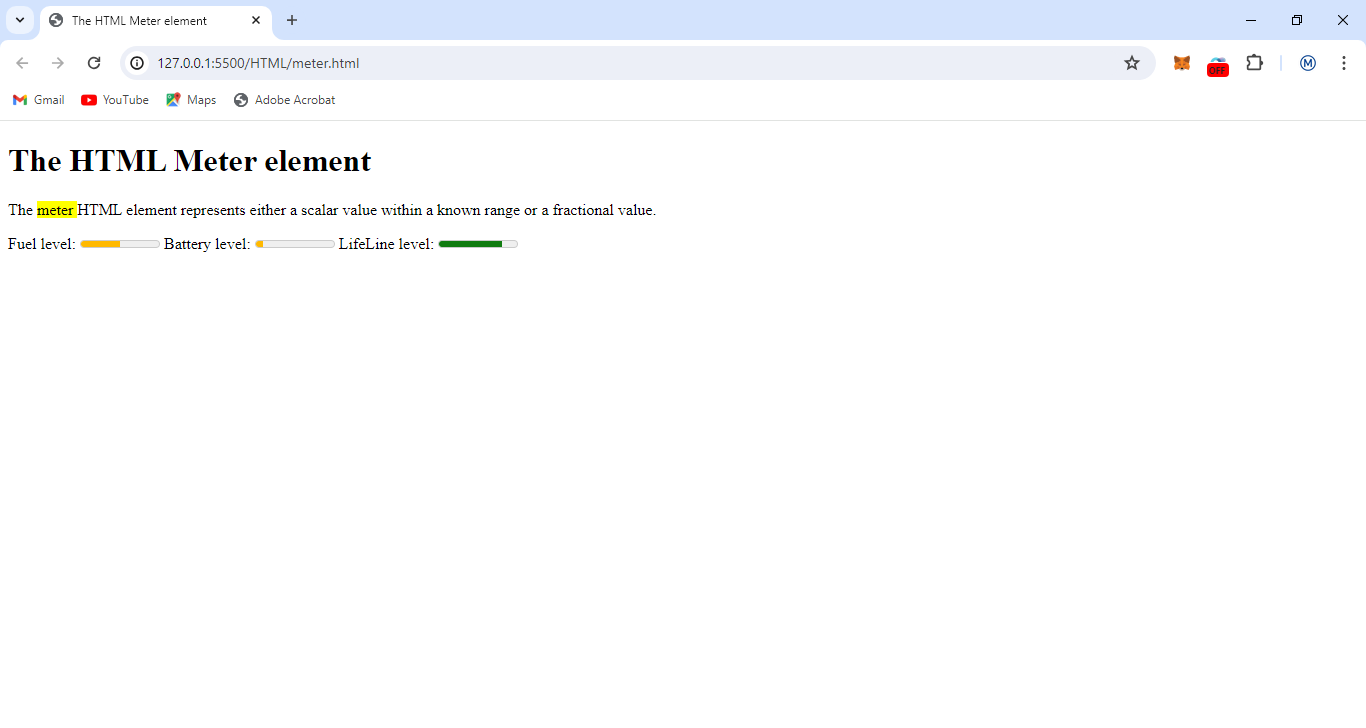 The HTML Meter element
127.0.0.1:5500/HTML/meter.html
OFF
M
Gmail YouTube Maps Adobe Acrobat
The HTML Meter element
The meter HTML element represents either a scalar value within a known range or a fractional value.
Fuel level: Battery level: LifeLine level: